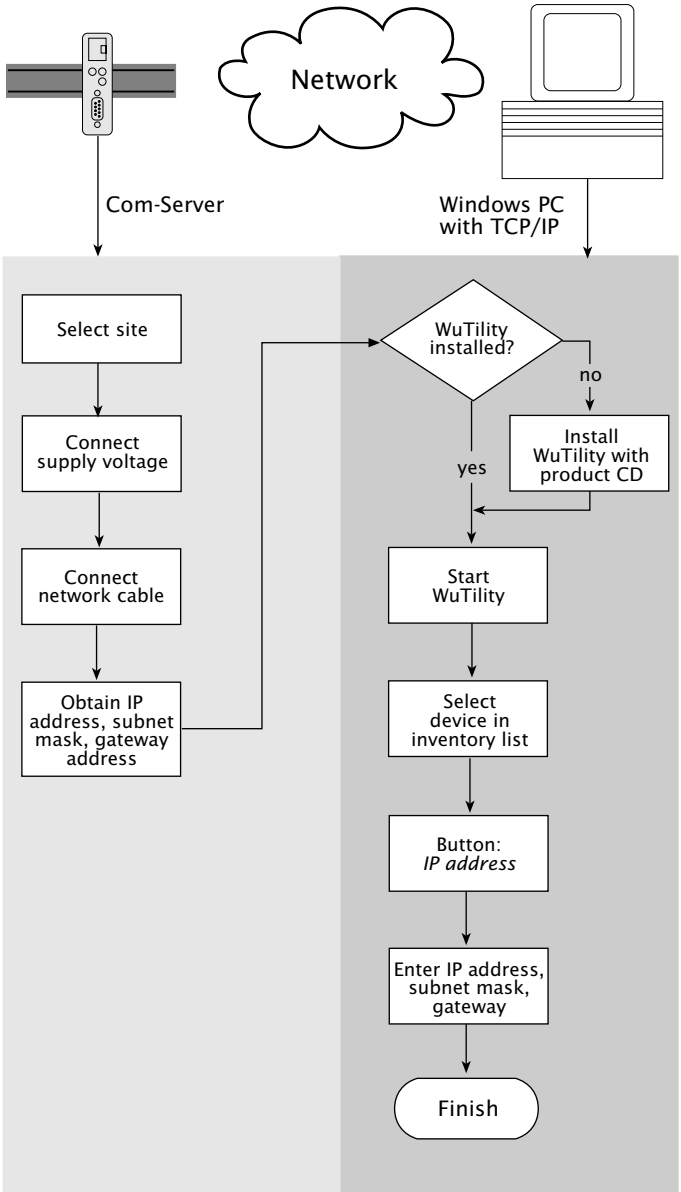 Network
Com-Server
Windows PC
with TCP/IP
Select site
Connect
supply voltage
Connect
network cable
Obtain IP
address, subnet
mask, gateway
address
WuTility
installed?
no
Install
WuTility with
product CD
yes
Start
WuTility
Select
device in
inventory list
Button:
IP address
Enter IP address,
subnet mask,
gateway
Finish